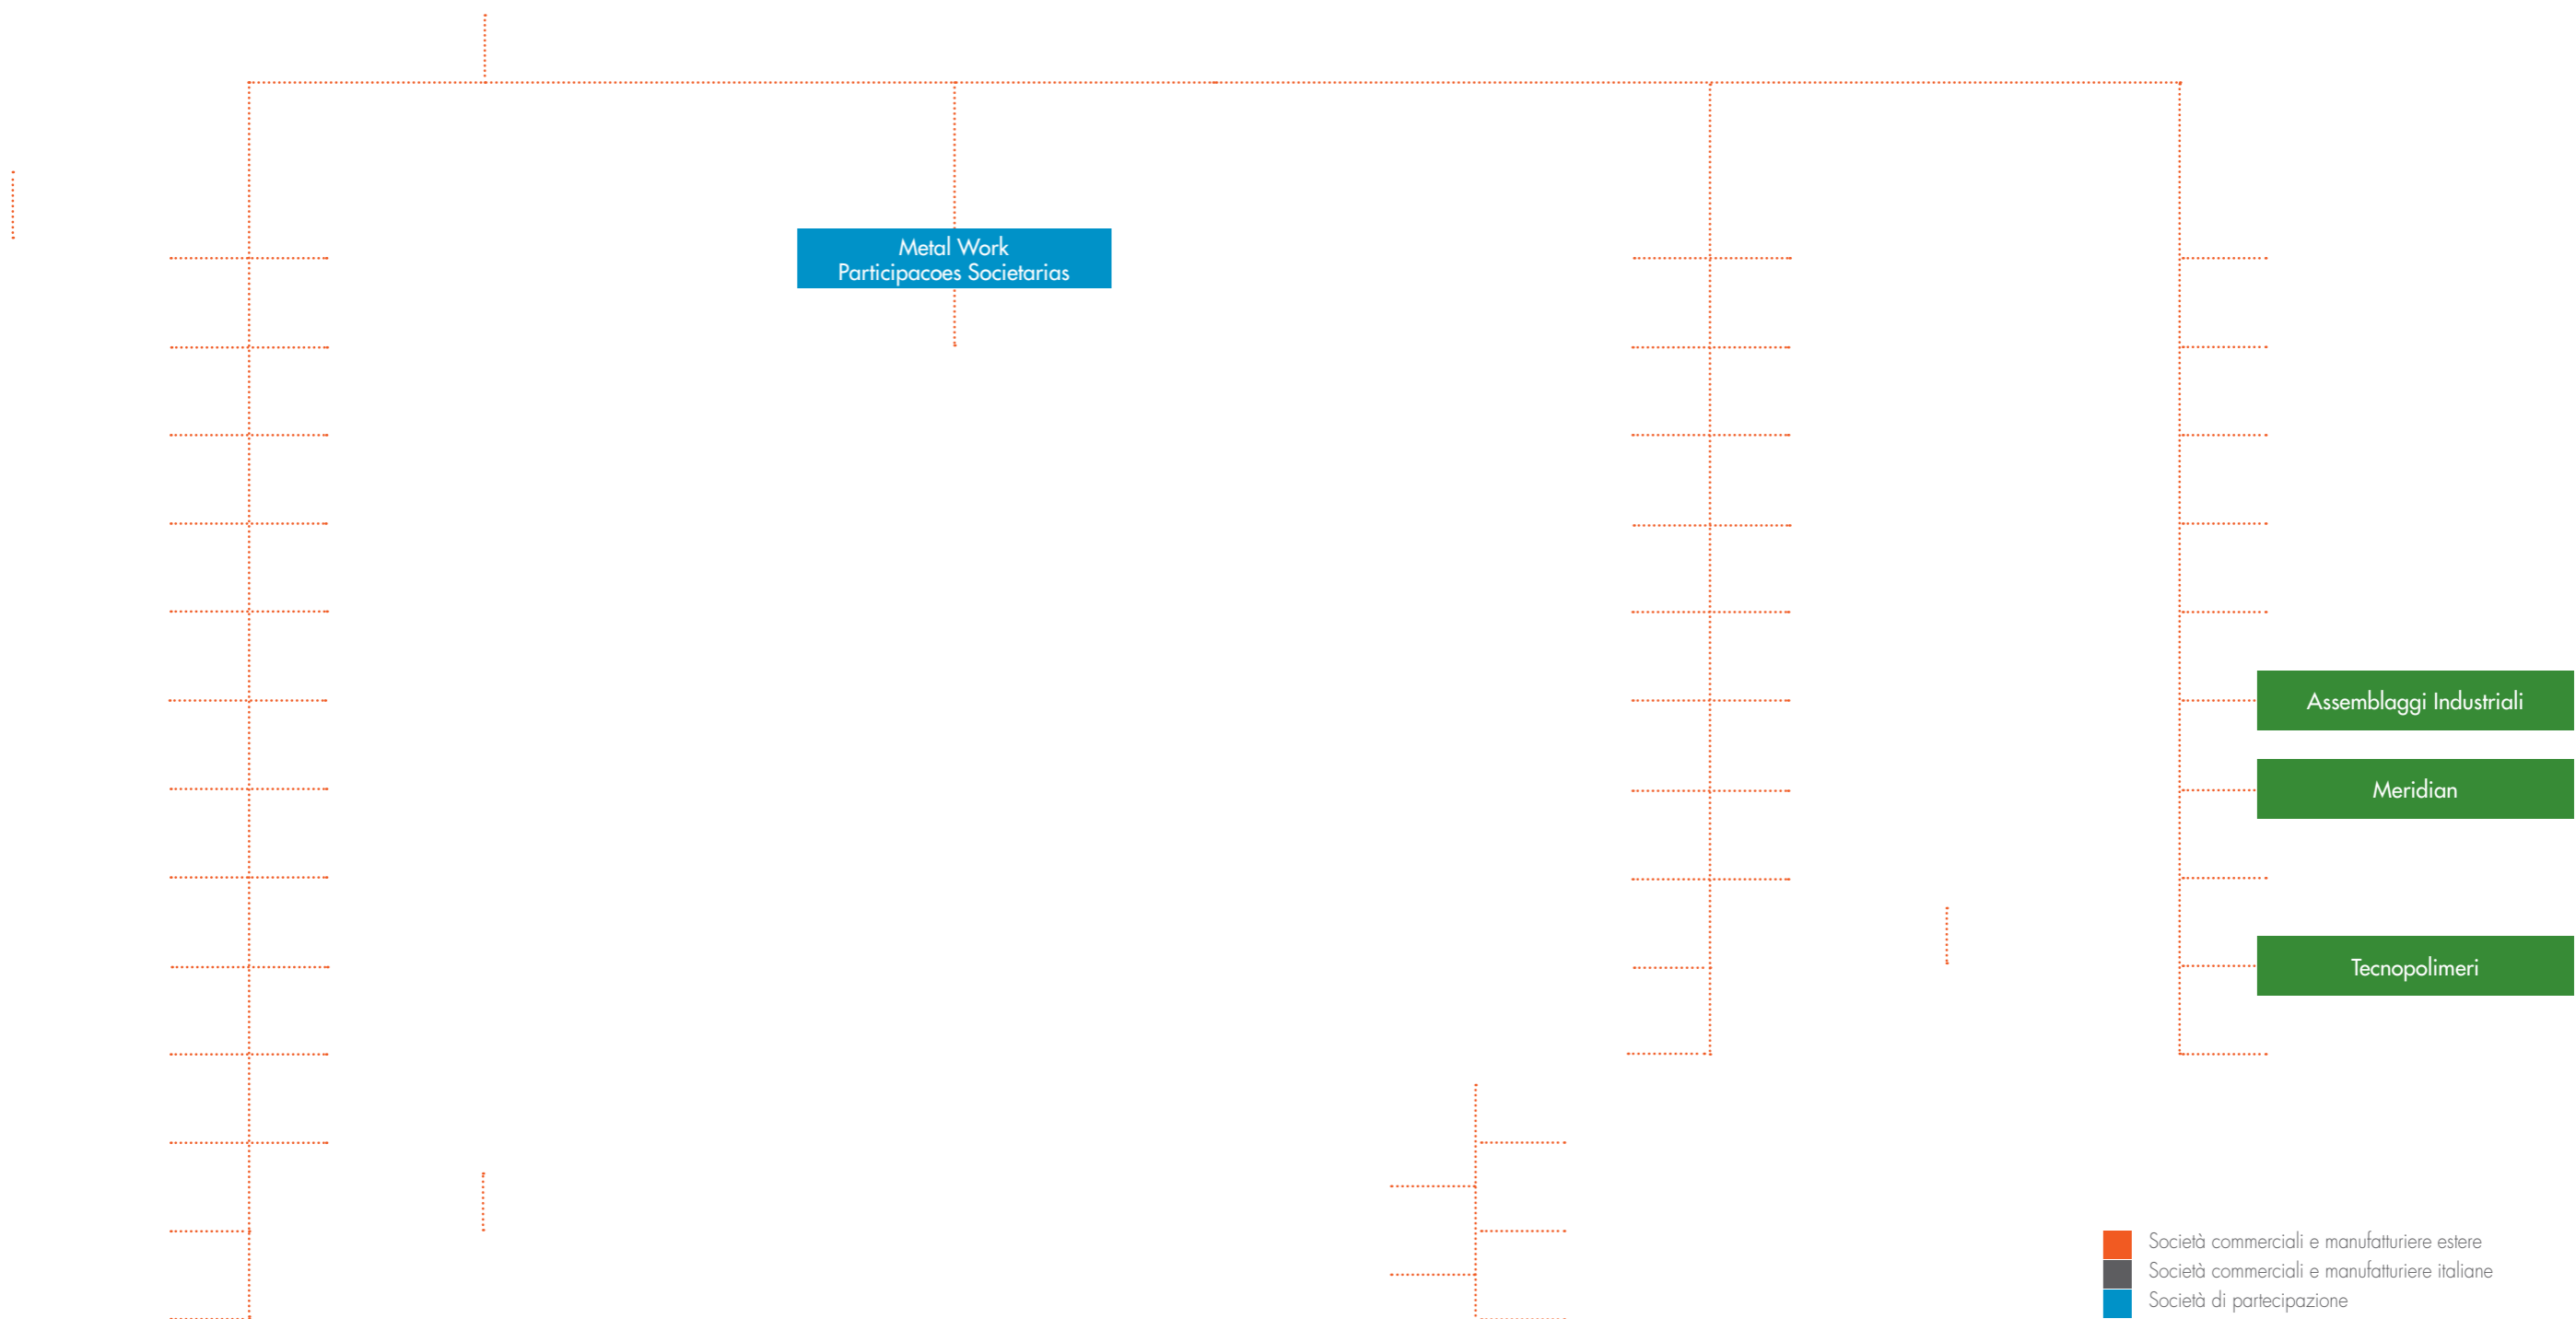 Metal Work
Participacoes Societarias
Assemblaggi Industriali
Meridian
Tecnopolimeri
Società commerciali e manufatturiere estere
Società commerciali e manufatturiere italiane
Società di partecipazione